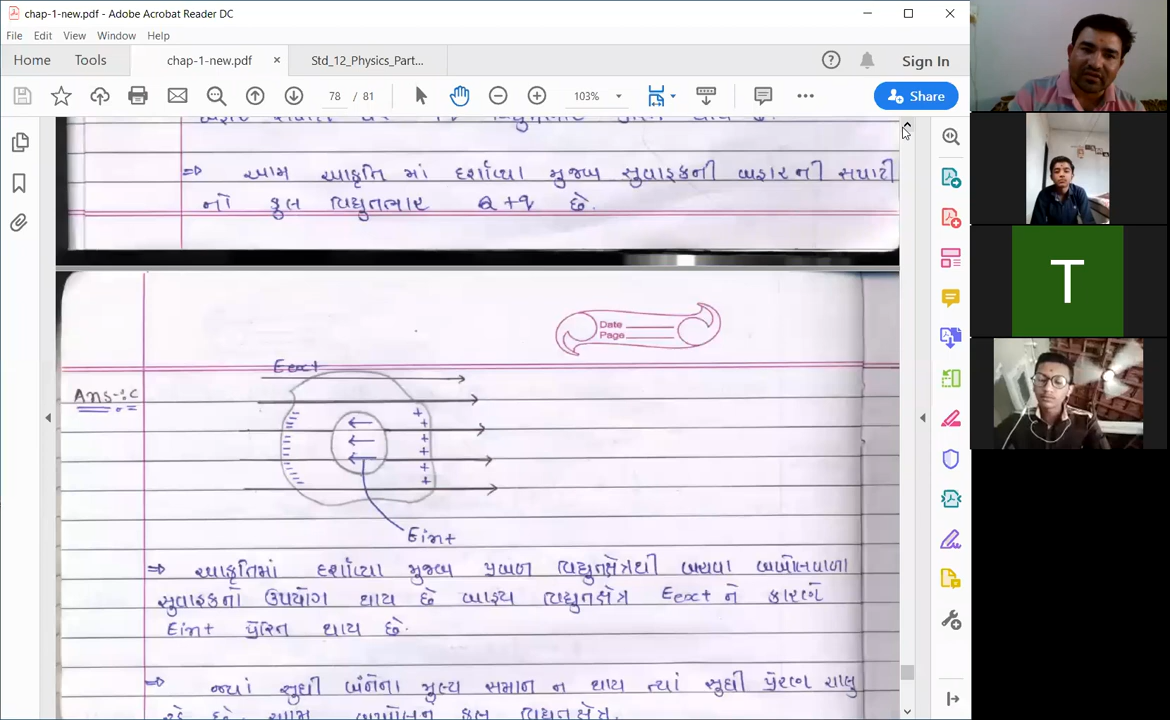 chap-1-new.pdf - Adobe Acrobat Reader DC
File Edit View Window Help
Home Tools chap-1-new.pdf × Std_12_Physics_Part... Sign In
78 / 81 103% Share
⇒ આમ આકૃતિ માં દર્શાવ્યા મુજબ સુવાહકની બહારની સપાટી
નો કુલ વિદ્યુતભાર Q+q છે.
Date
Page
Eext
Ans-:c
Eint
⇒ આકૃતિમાં દર્શાવ્યા મુજબ પ્રબળ વિદ્યુતક્ષેત્રથી બચવા બખોલવાળા
સુવાહકનો ઉપયોગ થાય છે બાહ્ય વિદ્યુતક્ષેત્ર Eext ને કારણે
Eint પ્રેરિત થાય છે.
⇒ જ્યાં સુધી બંનેના મુલ્ય સમાન ન થાય ત્યાં સુધી પ્રેરણ ચાલુ
T